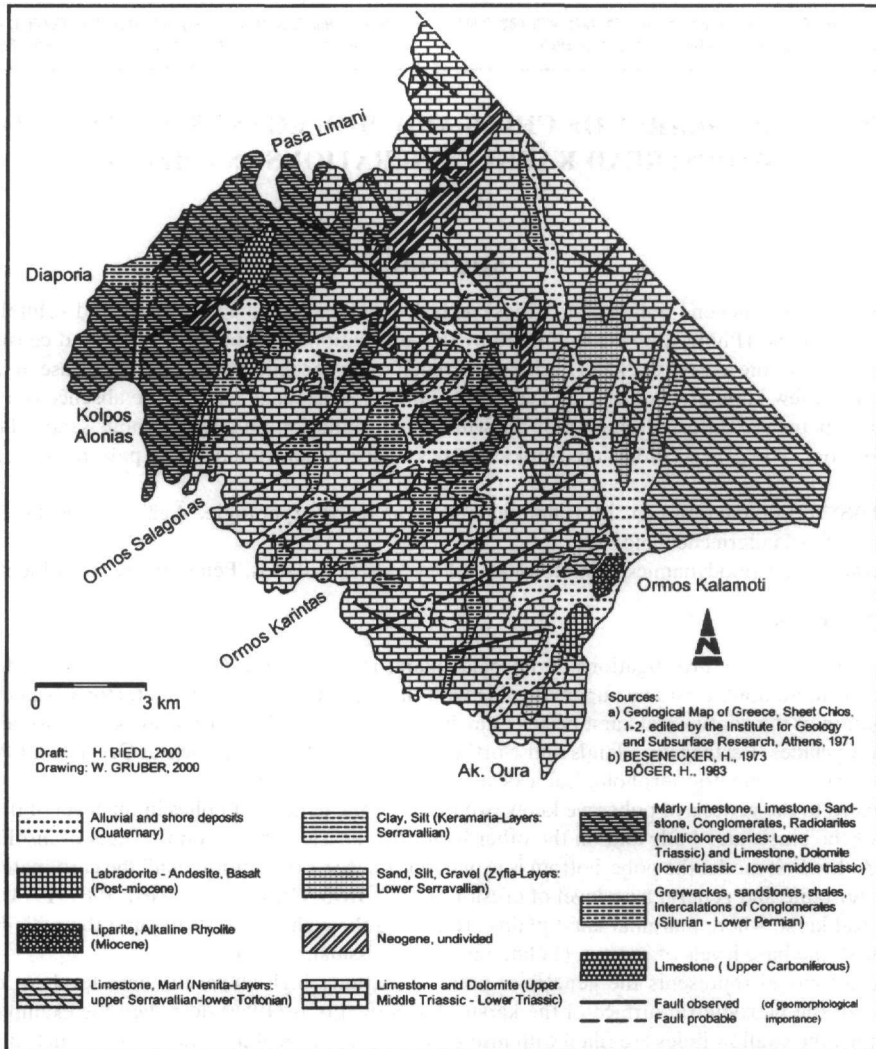 Pasa Limani
Diaporia
Kolpos
Alonias
Ormos Salagonas
Ormos Karintas
Ormos Kalamoti
N
0 3 km
Sources:
a) Geological Map of Greece, Sheet Chios,
1-2, edited by the Institute for Geology
and Subsurface Research, Athens, 1971
b) BESENECKER, H., 1973
BÖGER, H., 1983
Draft: H. RIEDL, 2000
Drawing: W. GRUBER, 2000
Ak. Oura
Alluvial and shore deposits
(Quaternary)
Labradorite - Andesite, Basalt
(Post-miocene)
Liparite, Alkaline Rhyolite
(Miocene)
Limestone, Marl (Nenita-Layers:
upper Serravallian-lower Tortonian)
Clay, Silt (Keramaria-Layers:
Serravallian)
Sand, Silt, Gravel (Zyfia-Layers:
Lower Serravallian)
Neogene, undivided
Limestone and Dolomite (Upper
Middle Triassic - Lower Triassic)
Marly Limestone, Limestone, Sand-
stone, Conglomerates, Radiolarites
(multicolored series: Lower
Triassic) and Limestone, Dolomite
(lower triassic - lower middle triassic)
Greywackes, sandstones, shales,
Intercalations of Conglomerates
(Silurian - Lower Permian)
Limestone ( Upper Carboniferous)
Fault observed (of geomorphological
Fault probable importance)